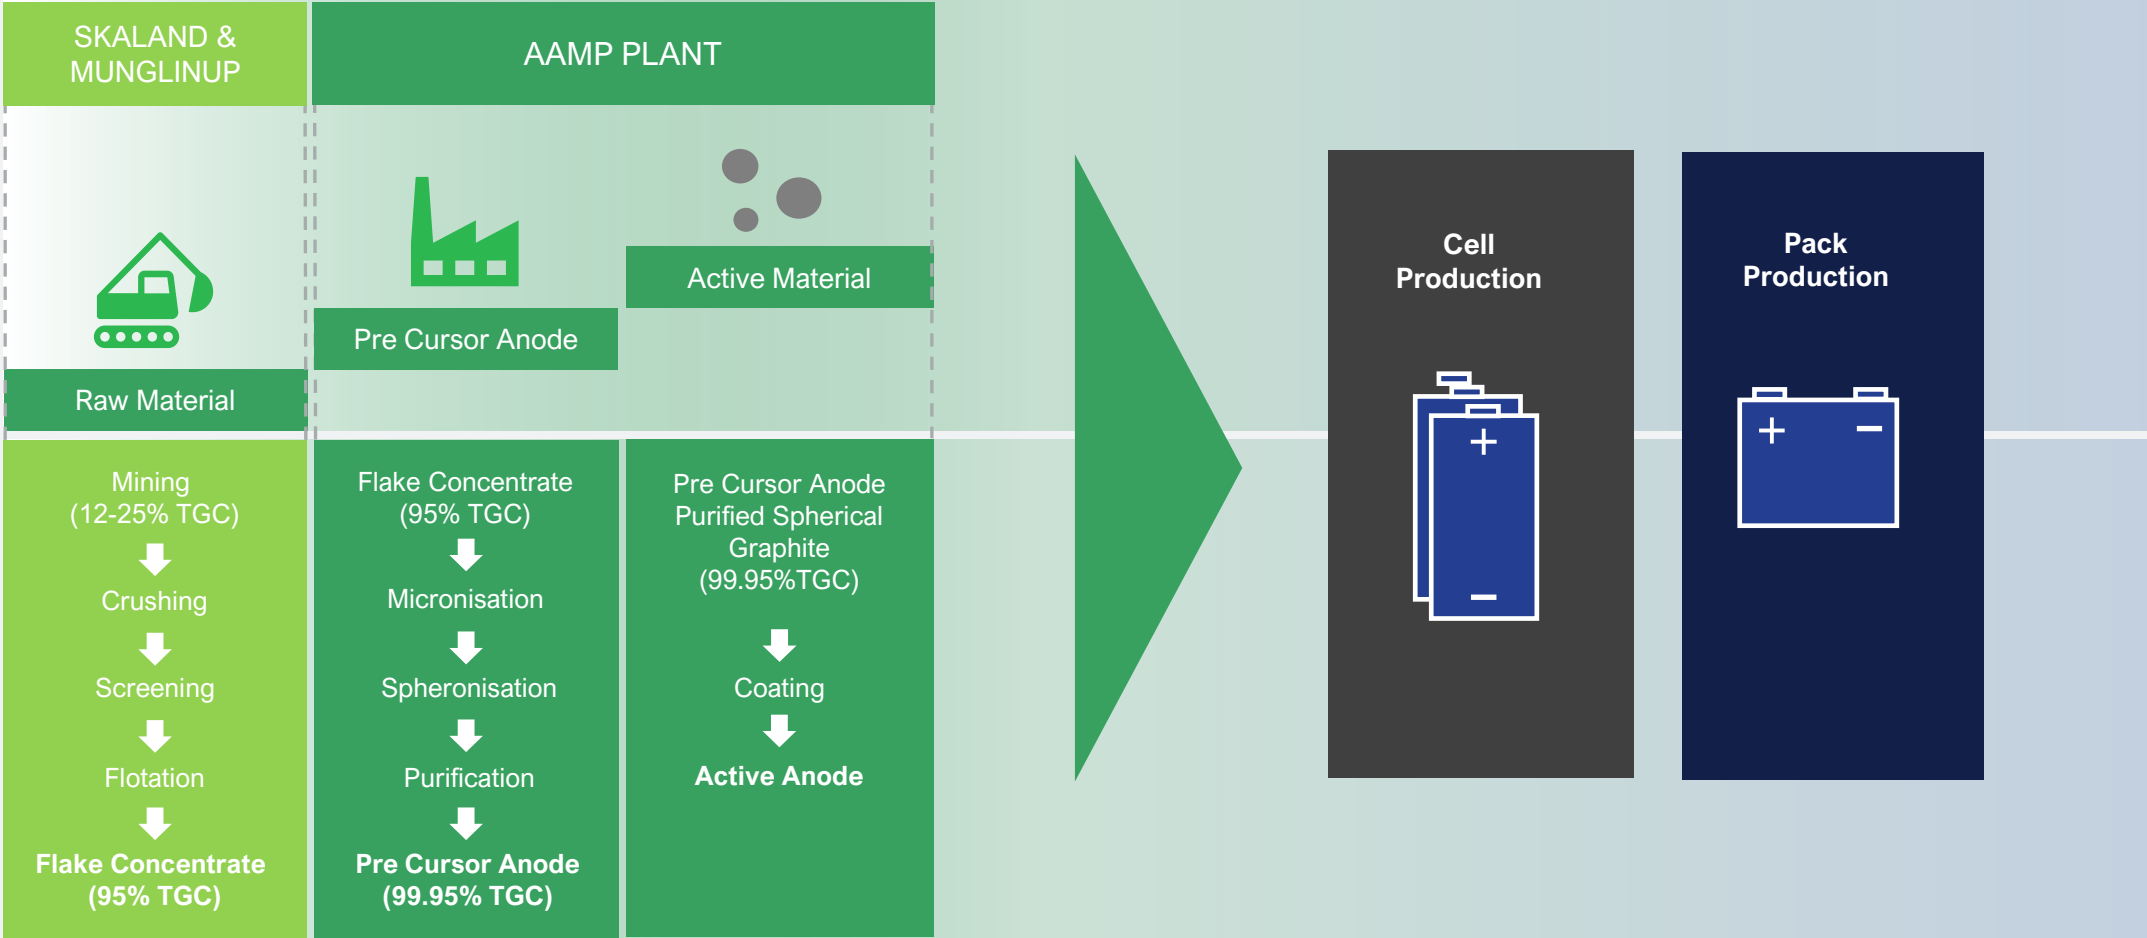 SKALAND &
MUNGLINUP
AAMP PLANT
Raw Material
Pre Cursor Anode
Active Material
Mining
(12-25% TGC)
Crushing
Screening
Flotation
Flake Concentrate
(95% TGC)
Flake Concentrate
(95% TGC)
Micronisation
Spheronisation
Purification
Pre Cursor Anode
(99.95% TGC)
Pre Cursor Anode
Purified Spherical
Graphite
(99.95%TGC)
Coating
Active Anode
Cell
Production
+
−
Pack
Production
+ −